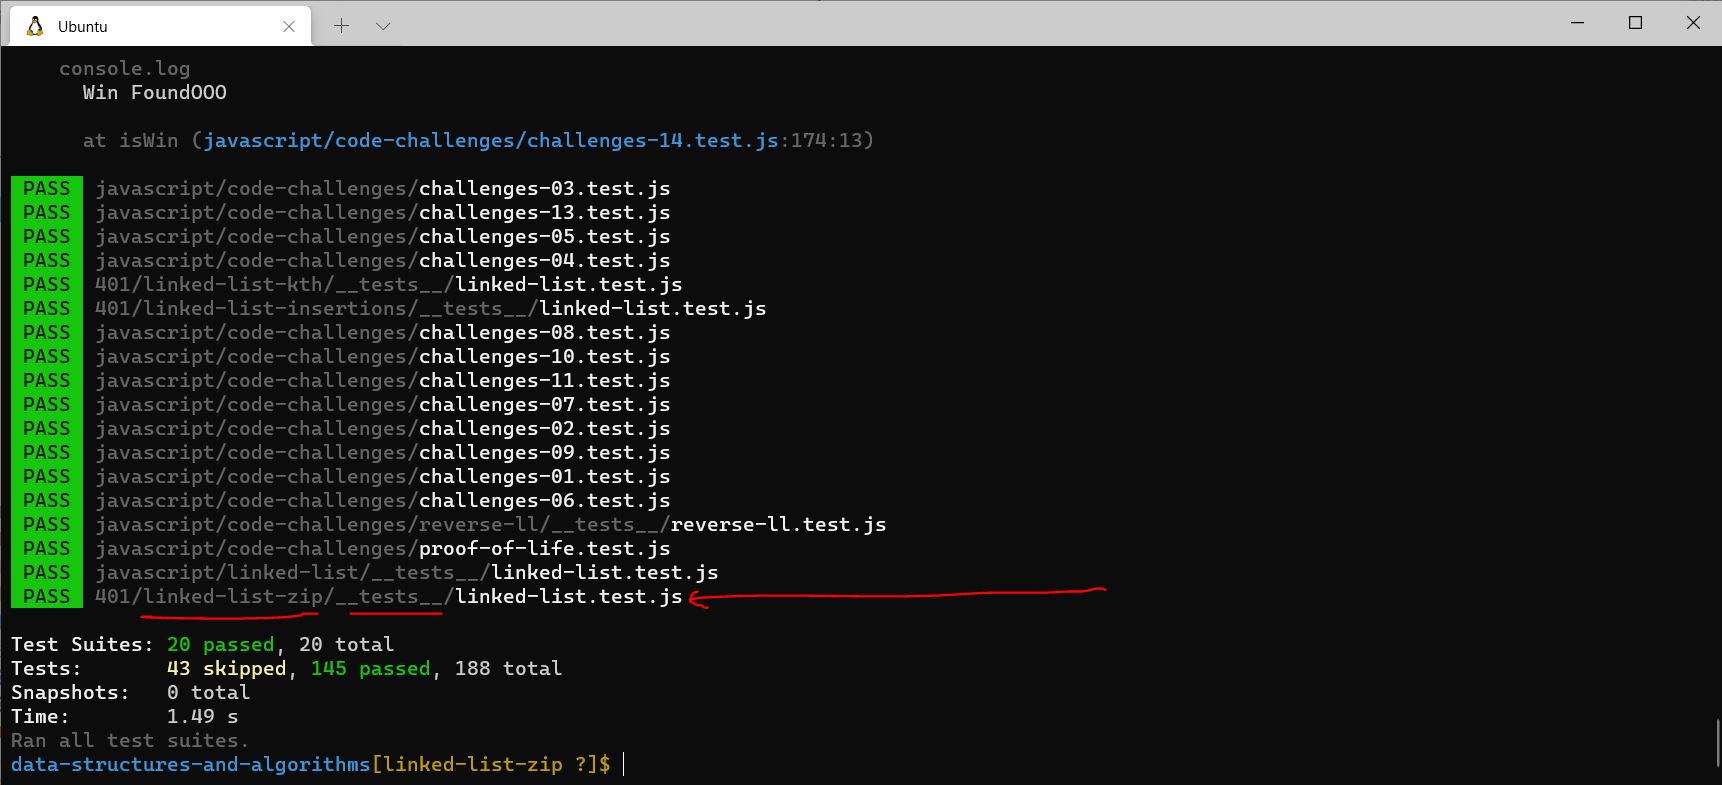 Ubuntu
console.log
Win FoundOOO
at isWin (javascript/code-challenges/challenges-14.test.js:174:13)
PASS javascript/code-challenges/challenges-03.test.js
PASS javascript/code-challenges/challenges-13.test.js
PASS javascript/code-challenges/challenges-05.test.js
PASS javascript/code-challenges/challenges-04.test.js
PASS 401/linked-list-kth/__tests__/linked-list.test.js
PASS 401/linked-list-insertions/__tests__/linked-list.test.js
PASS javascript/code-challenges/challenges-08.test.js
PASS javascript/code-challenges/challenges-10.test.js
PASS javascript/code-challenges/challenges-11.test.js
PASS javascript/code-challenges/challenges-07.test.js
PASS javascript/code-challenges/challenges-02.test.js
PASS javascript/code-challenges/challenges-09.test.js
PASS javascript/code-challenges/challenges-01.test.js
PASS javascript/code-challenges/challenges-06.test.js
PASS javascript/code-challenges/reverse-ll/__tests__/reverse-ll.test.js
PASS javascript/code-challenges/proof-of-life.test.js
PASS javascript/linked-list/__tests__/linked-list.test.js
PASS 401/linked-list-zip/__tests__/linked-list.test.js
Test Suites: 20 passed, 20 total
Tests: 43 skipped, 145 passed, 188 total
Snapshots: 0 total
Time: 1.49 s
Ran all test suites.
data-structures-and-algorithms[linked-list-zip ?]$